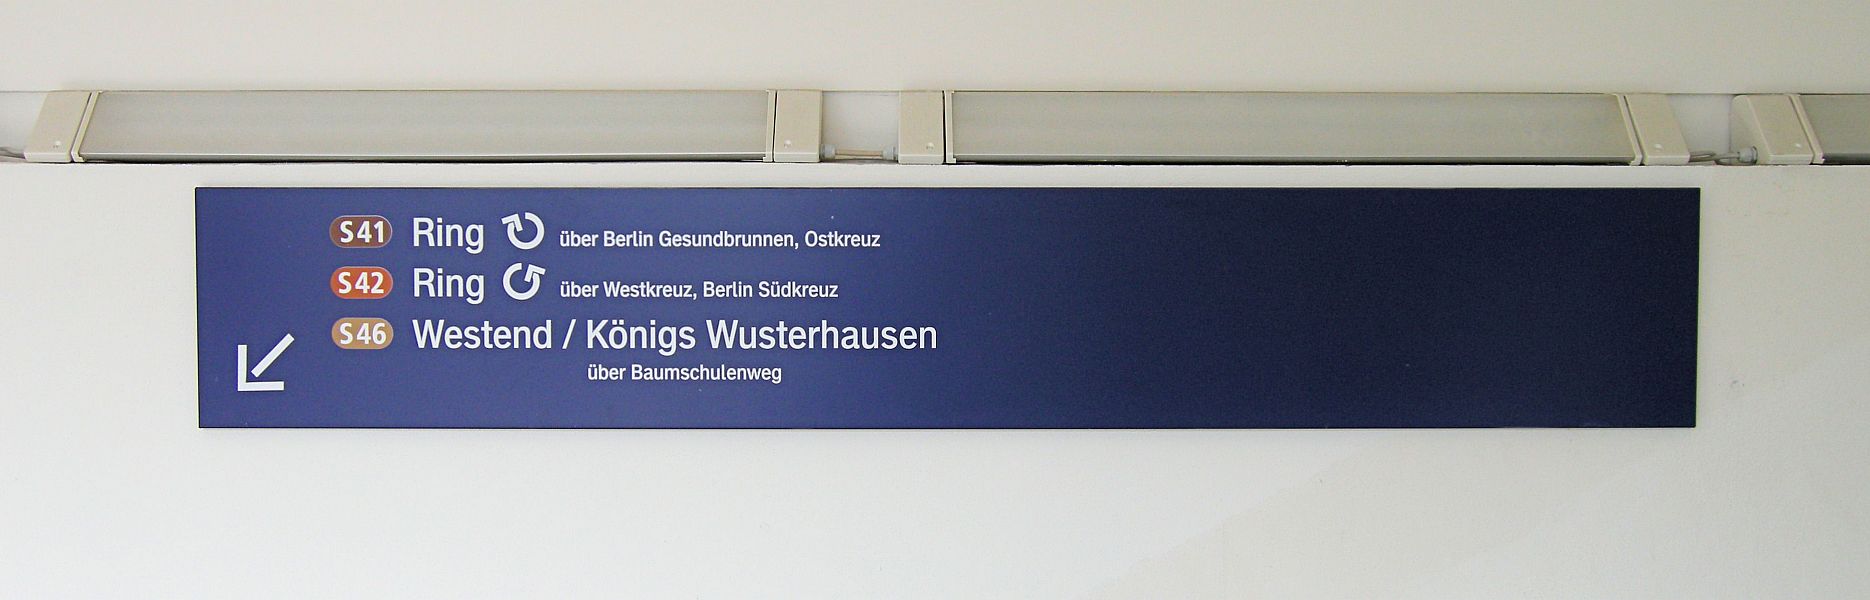 S41 Ring über Berlin Gesundbrunnen, Ostkreuz
S42 Ring über Westkreuz, Berlin Südkreuz
S46 Westend / Königs Wusterhausen
über Baumschulenweg